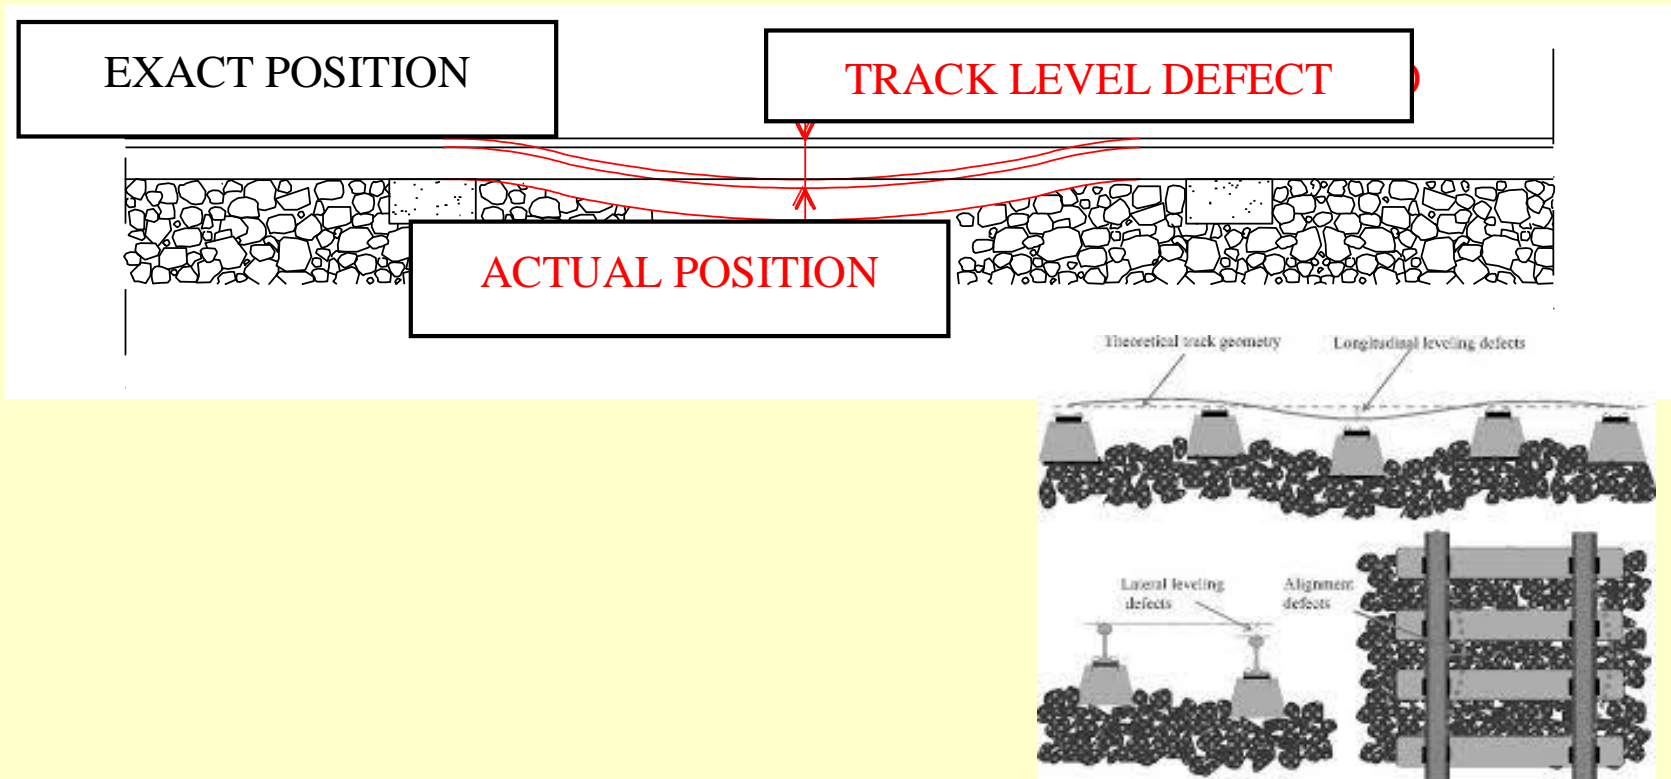 EXACT POSITION
TRACK LEVEL DEFECT
ACTUAL POSITION
Theoretical track geometry
Longitudinal leveling defects
Lateral leveling
defects
Alignment
defects